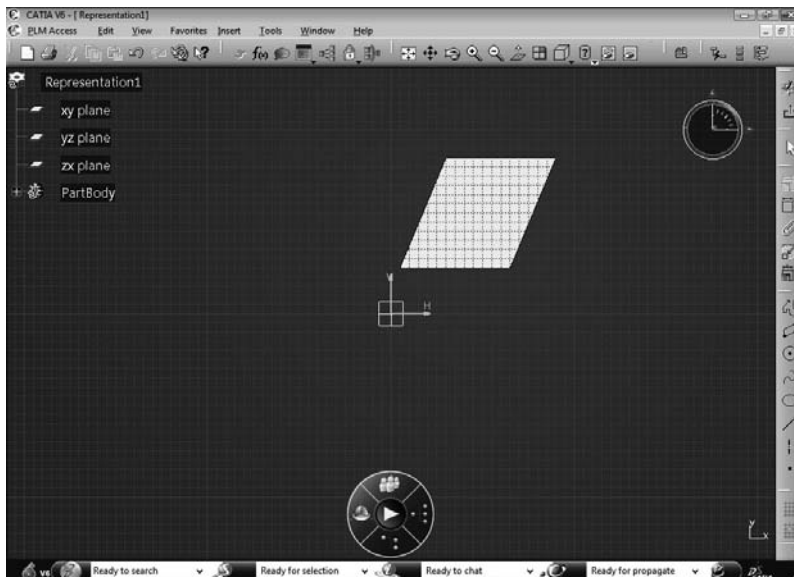 CATIA V6 - [ Representation1]
PLM Access Edit View Favorites Insert Tools Window Help
f(x)
Representation1
xy plane
yz plane
zx plane
PartBody
V
H
y
x
V6 Ready to search Ready for selection Ready to chat Ready for propagate